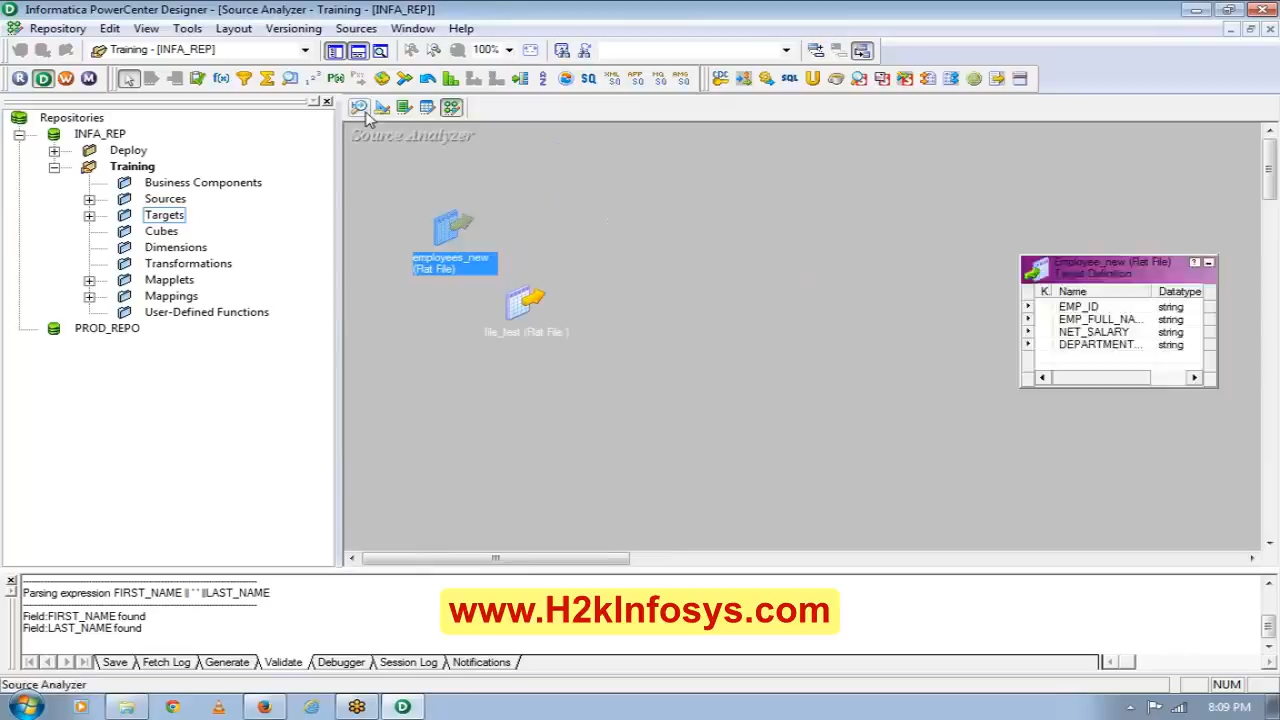 Informatica PowerCenter Designer - [Source Analyzer - Training - [INFA_REP]]
Repository Edit View Tools Layout Versioning Sources Window Help
Training - [INFA_REP]
100%
R D W M
f(x)
SQL
Source Analyzer
Repositories
INFA_REP
Deploy
Training
Business Components
Sources
Targets
Cubes
Dimensions
Transformations
Mapplets
Mappings
User-Defined Functions
PROD_REPO
employees_new
(Flat File)
file_test (Flat File )
Employee_new (Flat File)
Target Definition
K. Name Datatype
EMP_ID string
EMP_FULL_NA... string
NET_SALARY string
DEPARTMENT... string
Parsing expression FIRST_NAME || ' ' ||LAST_NAME
Field:FIRST_NAME found
Field:LAST_NAME found
www.H2kInfosys.com
Save Fetch Log Generate Validate Debugger Session Log Notifications
Source Analyzer
NUM
8:09 PM